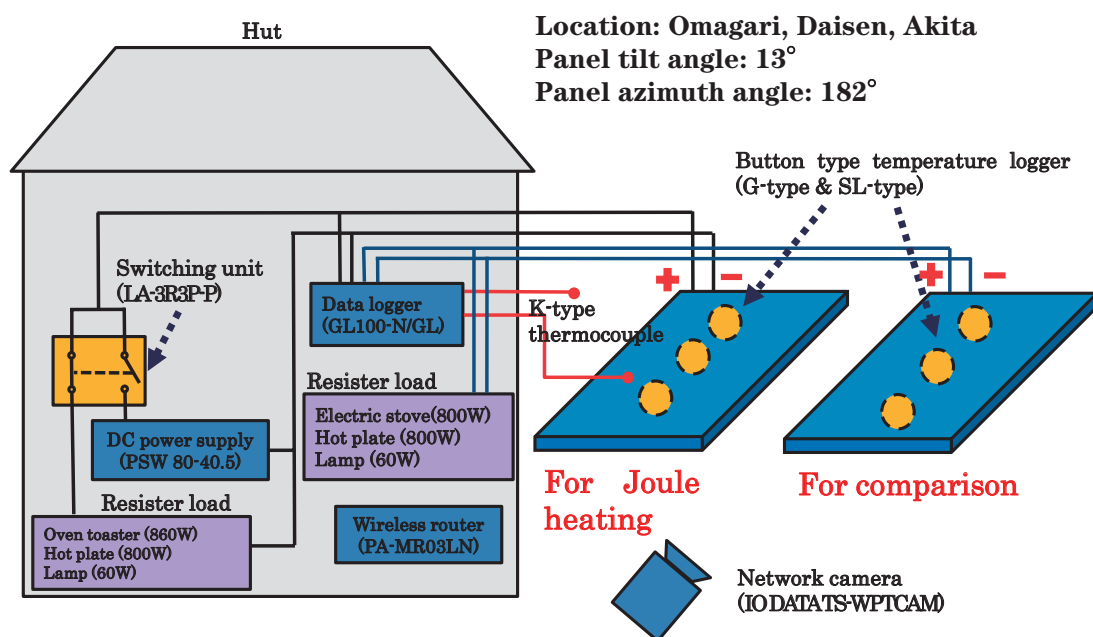 Hut
Location: Omagari, Daisen, Akita
Panel tilt angle: 13°
Panel azimuth angle: 182°
Button type temperature logger
(G-type & SL-type)
Switching unit
(LA-3R3P-P)
Data logger
(GL100-N/GL)
K-type
thermocouple
+
−
+
−
Resister load
Electric stove(800W)
Hot plate (800W)
Lamp (60W)
DC power supply
(PSW 80-40.5)
Resister load
Oven toaster (860W)
Hot plate (800W)
Lamp (60W)
Wireless router
(PA-MR03LN)
For Joule
heating
For comparison
Network camera
(IO DATATS-WPTCAM)